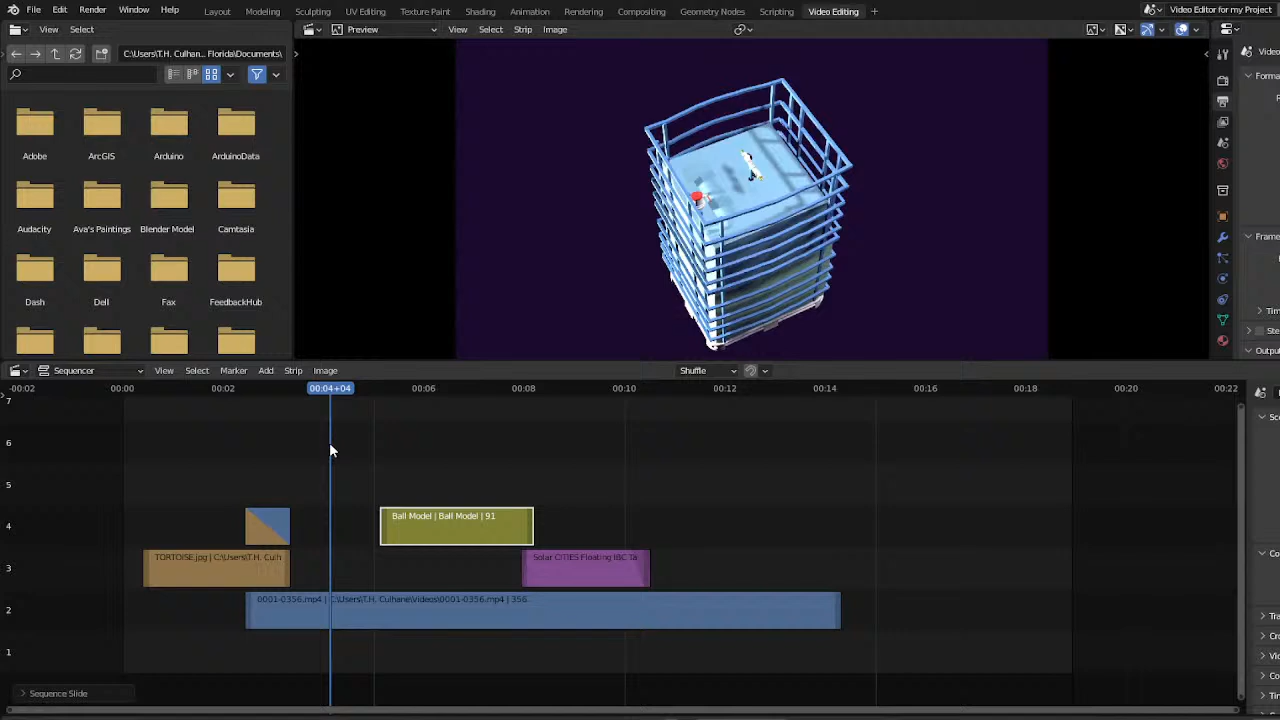 File Edit Render Window Help Layout Modeling Sculpting UV Editing Texture Paint Shading Animation Rendering Compositing Geometry Nodes Scripting Video Editing + Video Editor for my Project
View Select Preview View Select Strip Image
C:\Users\T.H. Culhan... Florida\Documents\ Video
Forma
Adobe ArcGIS Arduino ArduinoData
Audacity Ava's Paintings Blender Model Camtasia
Frame
Dash Dell Fax FeedbackHub
Outpu
Sequencer View Select Marker Add Strip Image Shuffle
-00:02 00:00 00:02 00:04+04 00:06 00:08 00:10 00:12 00:14 00:16 00:18 00:20 00:22
7
6
5
4 Ball Model | Ball Model | 91
3 TORTOISE.jpg | C:\Users\T.H. Culh Solar CITIES Floating IBC Ta
2 0001-0356.mp4 | C:\Users\T.H. Culhane\Videos\0001-0356.mp4 | 356
1
Sequence Slide